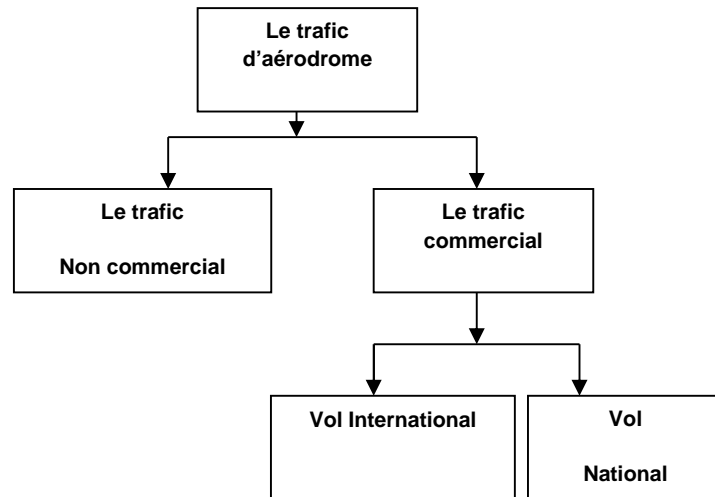 Le trafic
d'aérodrome
Le trafic
Non commercial
Le trafic
commercial
Vol International
Vol
National